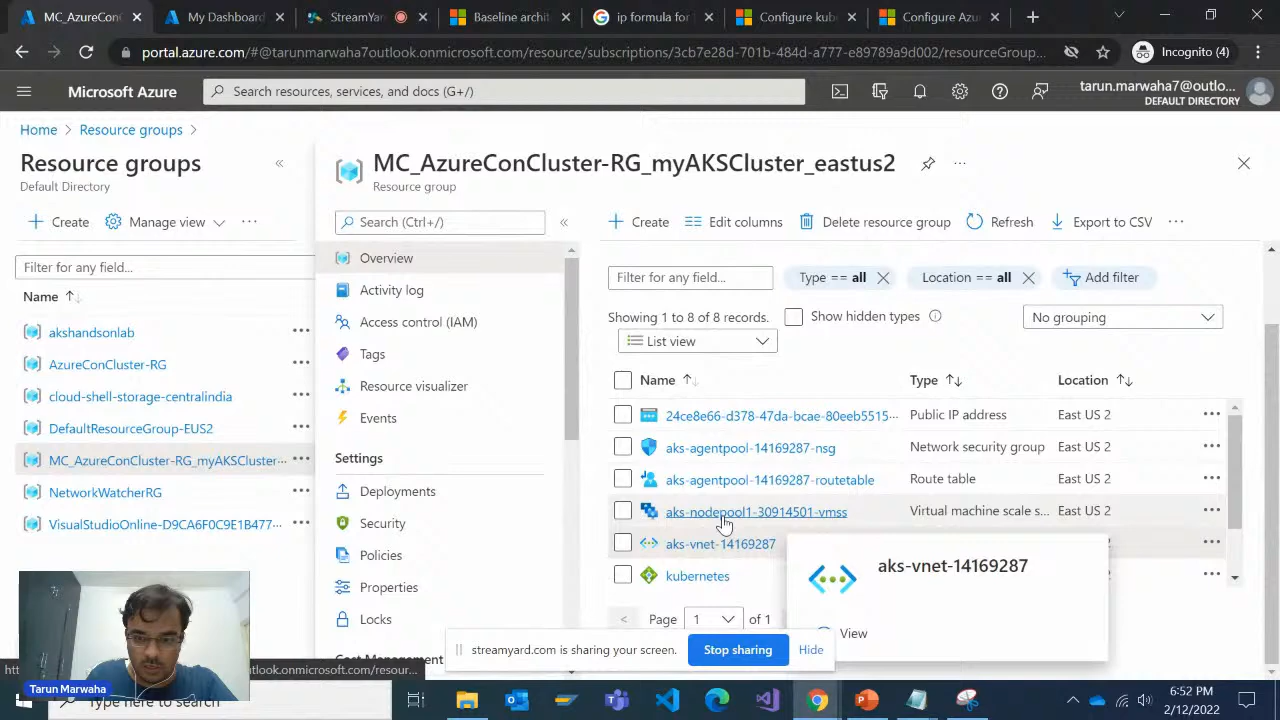 MC_AzureCon
My Dashboard
StreamYar
Baseline archit
ip formula for
Configure kub
Configure Azu
portal.azure.com/#@tarunmarwaha7outlook.onmicrosoft.com/resource/subscriptions/3cb7e28d-701b-484d-a777-e89789a9d002/resourceGroup...
Incognito (4)
Microsoft Azure
Search resources, services, and docs (G+/)
tarun.marwaha7@outlo...
DEFAULT DIRECTORY
Home > Resource groups >
Resource groups
Default Directory
Create
Manage view
Filter for any field...
Name
akshandsonlab
AzureConCluster-RG
cloud-shell-storage-centralindia
DefaultResourceGroup-EUS2
MC_AzureConCluster-RG_myAKSCluster...
NetworkWatcherRG
VisualStudioOnline-D9CA6F0C9E1B477...
MC_AzureConCluster-RG_myAKSCluster_eastus2
Resource group
Search (Ctrl+/)
Overview
Activity log
Access control (IAM)
Tags
Resource visualizer
Events
Settings
Deployments
Security
Policies
Properties
Locks
Cost Management
Create
Edit columns
Delete resource group
Refresh
Export to CSV
Filter for any field...
Type == all
Location == all
Add filter
Showing 1 to 8 of 8 records.
Show hidden types
No grouping
List view
Name
Type
Location
24ce8e66-d378-47da-bcae-80eeb5515... Public IP address East US 2
aks-agentpool-14169287-nsg Network security group East US 2
aks-agentpool-14169287-routetable Route table East US 2
aks-nodepool1-30914501-vmss Virtual machine scale s... East US 2
aks-vnet-14169287
kubernetes
aks-vnet-14169287
View
Page 1 of 1
streamyard.com is sharing your screen.
Stop sharing
Hide
outlook.onmicrosoft.com/resour...
Tarun Marwaha
Type here to search
6:52 PM
2/12/2022